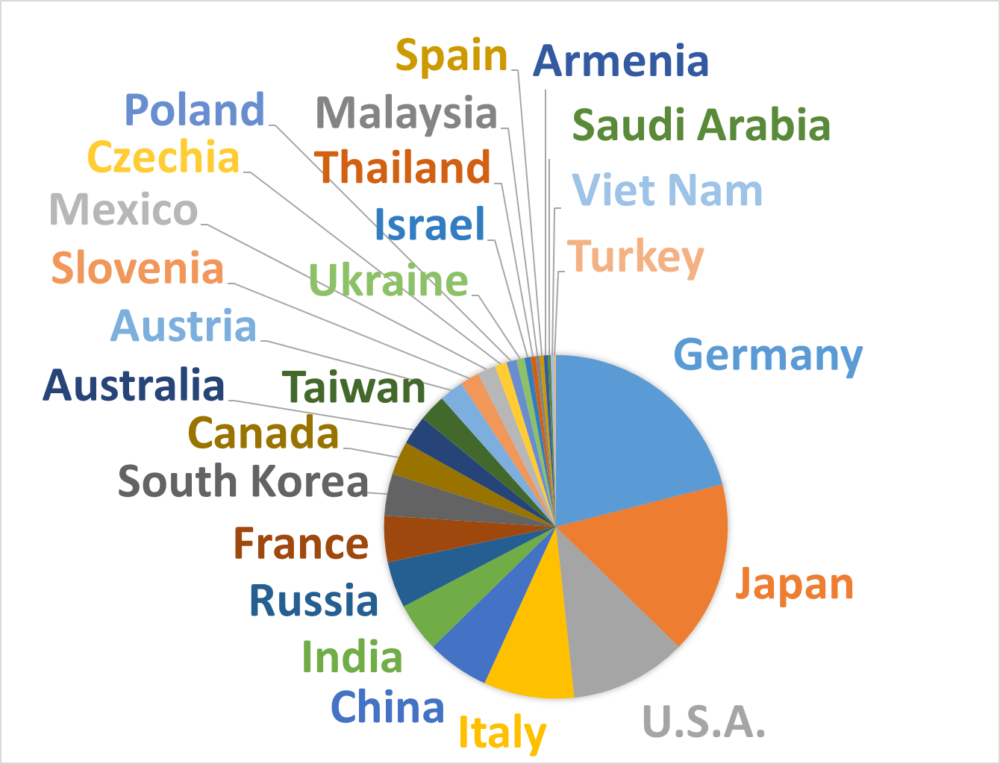 Spain
Armenia
Poland
Malaysia
Saudi Arabia
Czechia
Thailand
Viet Nam
Mexico
Israel
Turkey
Slovenia
Ukraine
Austria
Germany
Australia
Taiwan
Canada
South Korea
France
Japan
Russia
India
China
U.S.A.
Italy